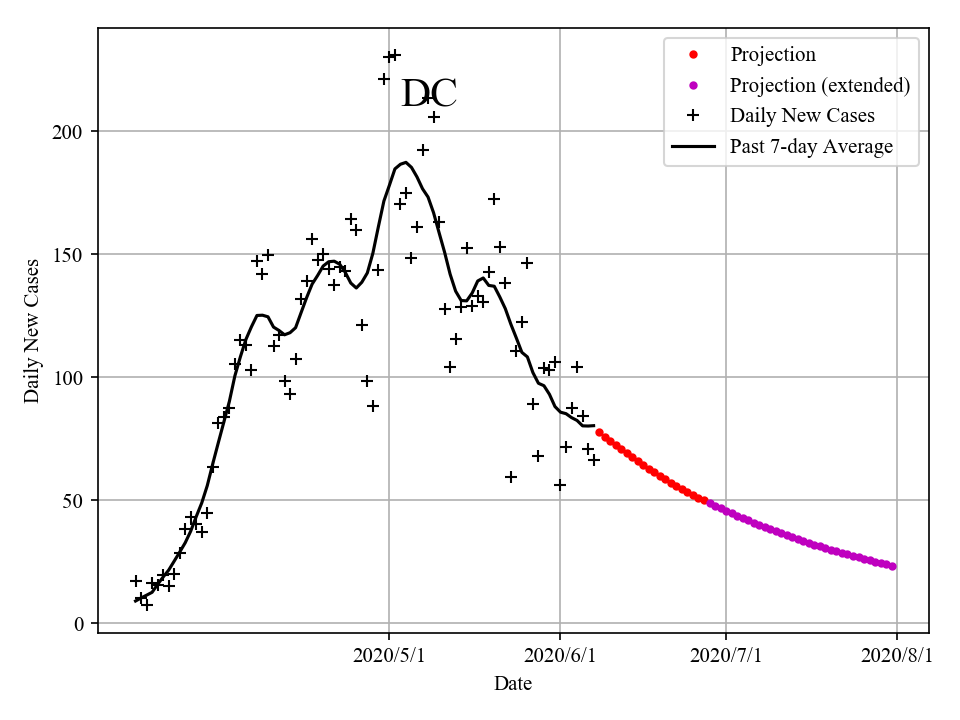 DC
Projection
Projection (extended)
Daily New Cases
Past 7-day Average
Daily New Cases
200
150
100
50
0
2020/5/1
2020/6/1
2020/7/1
2020/8/1
Date